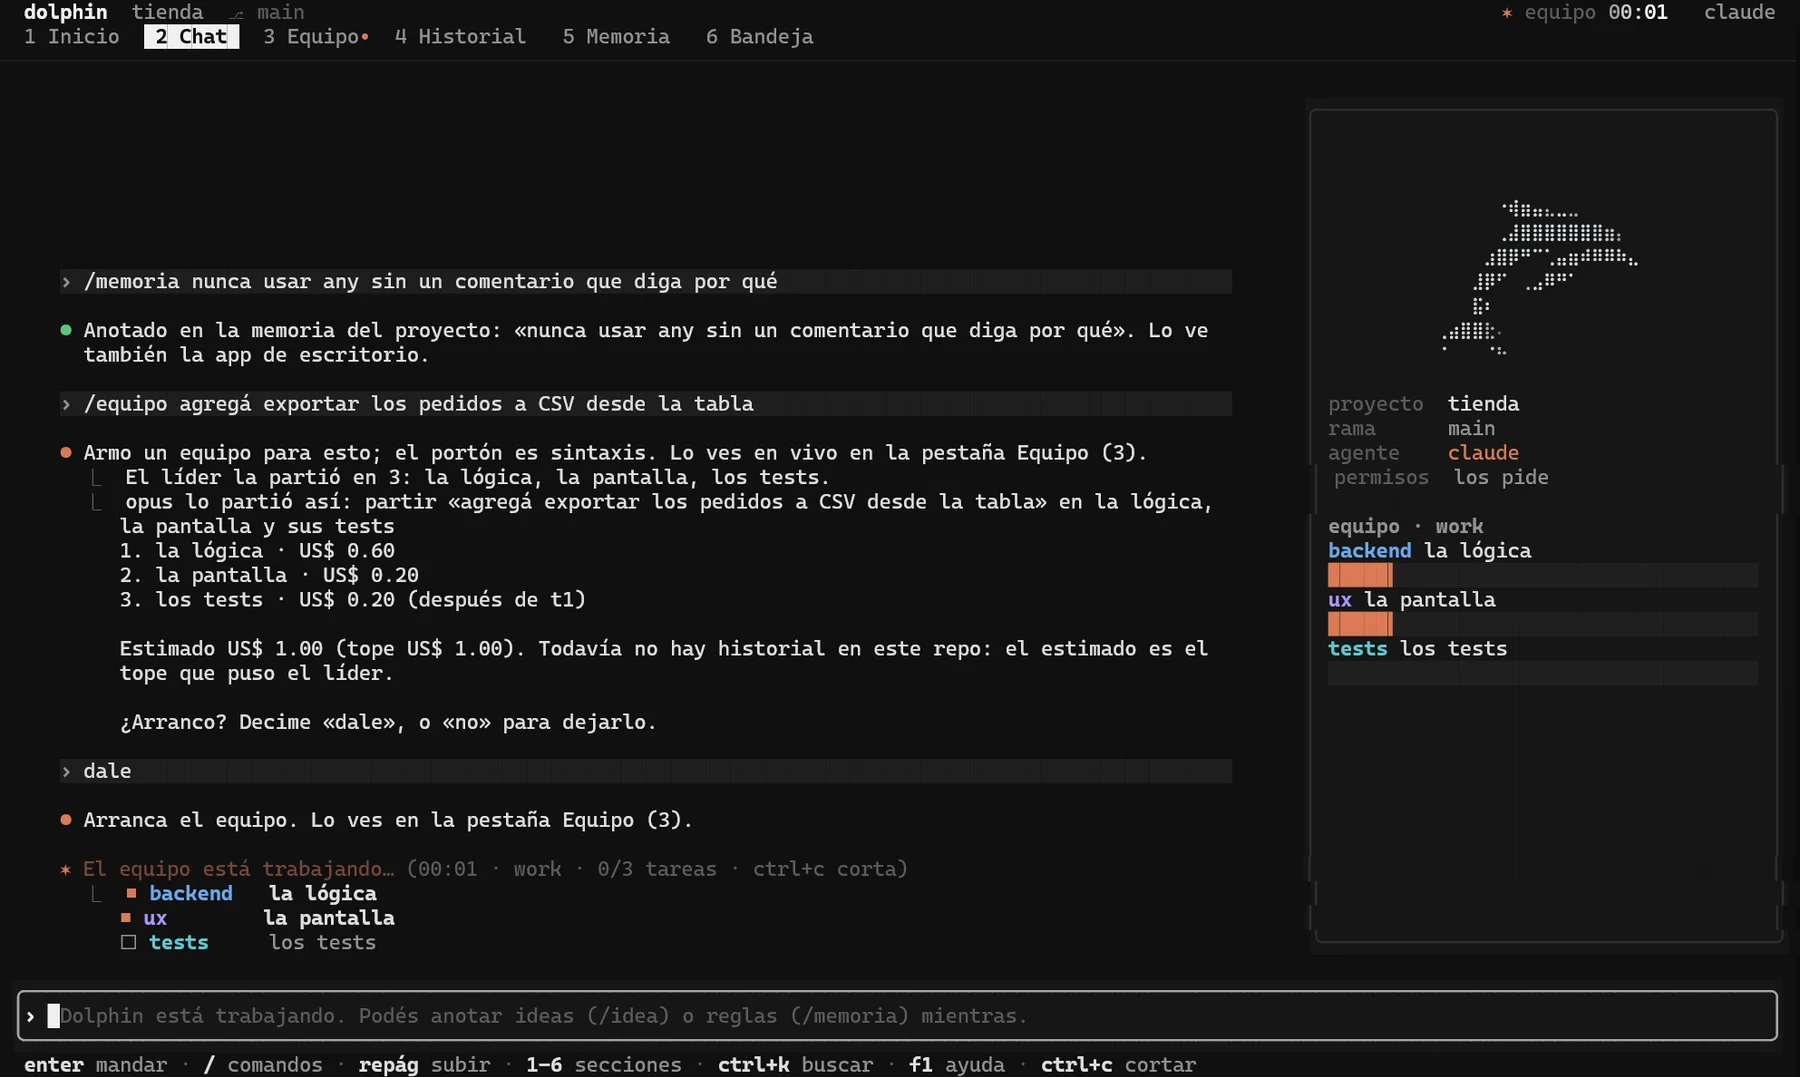 dolphin tienda main
✶ equipo 00:01 claude
1 Inicio 2 Chat 3 Equipo• 4 Historial 5 Memoria 6 Bandeja
› /memoria nunca usar any sin un comentario que diga por qué
● Anotado en la memoria del proyecto: «nunca usar any sin un comentario que diga por qué». Lo ve
también la app de escritorio.
› /equipo agregá exportar los pedidos a CSV desde la tabla
● Armo un equipo para esto; el portón es sintaxis. Lo ves en vivo en la pestaña Equipo (3).
El líder la partió en 3: la lógica, la pantalla, los tests.
opus lo partió así: partir «agregá exportar los pedidos a CSV desde la tabla» en la lógica,
la pantalla y sus tests
1. la lógica · US$ 0.60
2. la pantalla · US$ 0.20
3. los tests · US$ 0.20 (después de t1)
Estimado US$ 1.00 (tope US$ 1.00). Todavía no hay historial en este repo: el estimado es el
tope que puso el líder.
¿Arranco? Decime «dale», o «no» para dejarlo.
› dale
● Arranca el equipo. Lo ves en la pestaña Equipo (3).
✶ El equipo está trabajando… (00:01 · work · 0/3 tareas · ctrl+c corta)
■ backend la lógica
■ ux la pantalla
□ tests los tests
proyecto tienda
rama main
agente claude
permisos los pide
equipo · work
backend la lógica
ux la pantalla
tests los tests
› Dolphin está trabajando. Podés anotar ideas (/idea) o reglas (/memoria) mientras.
enter mandar · / comandos · repág subir · 1-6 secciones · ctrl+k buscar · f1 ayuda · ctrl+c cortar